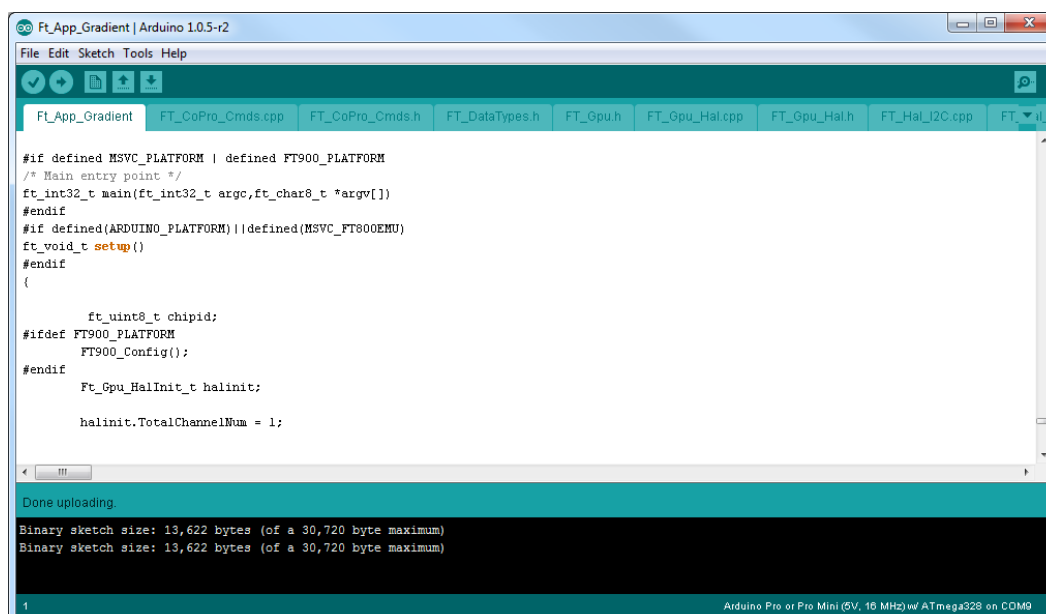 Ft_App_Gradient | Arduino 1.0.5-r2
File Edit Sketch Tools Help
Ft_App_Gradient FT_CoPro_Cmds.cpp FT_CoPro_Cmds.h FT_DataTypes.h FT_Gpu.h FT_Gpu_Hal.cpp FT_Gpu_Hal.h FT_Hal_I2C.cpp
#if defined MSVC_PLATFORM | defined FT900_PLATFORM
/* Main entry point */
ft_int32_t main(ft_int32_t argc,ft_char8_t *argv[])
#endif
#if defined(ARDUINO_PLATFORM)||defined(MSVC_FT800EMU)
ft_void_t setup()
#endif
{
ft_uint8_t chipid;
#ifdef FT900_PLATFORM
FT900_Config();
#endif
Ft_Gpu_HalInit_t halinit;
halinit.TotalChannelNum = 1;
Done uploading.
Binary sketch size: 13,622 bytes (of a 30,720 byte maximum)
Binary sketch size: 13,622 bytes (of a 30,720 byte maximum)
1 Arduino Pro or Pro Mini (5V, 16 MHz) w/ ATmega328 on COM9